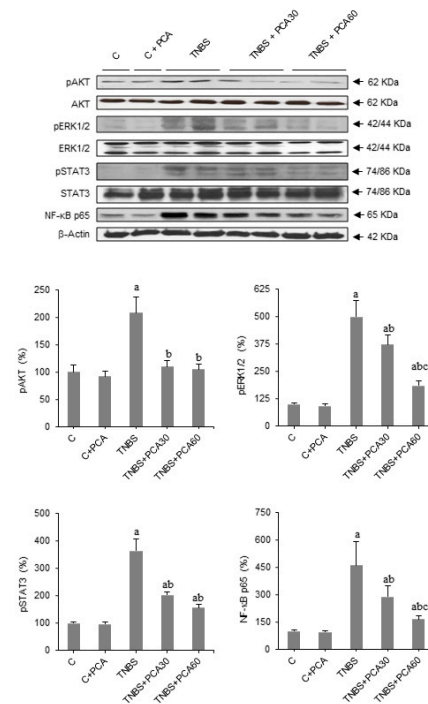 C
C + PCA
TNBS
TNBS + PCA30
TNBS + PCA60
pAKT
62 KDa
AKT
62 KDa
pERK1/2
42/44 KDa
ERK1/2
42/44 KDa
pSTAT3
74/86 KDa
STAT3
74/86 KDa
NF-κB p65
65 KDa
β-Actin
42 KDa
pAKT (%)
250
200
150
100
50
0
a
b
b
C
C+PCA
TNBS
TNBS+PCA30
TNBS+PCA60
pERK1/2 (%)
625
500
375
250
125
0
a
ab
abc
C
C+PCA
TNBS
TNBS+PCA30
TNBS+PCA60
pSTAT3 (%)
500
400
300
200
100
0
a
ab
ab
C
C+PCA
TNBS
TNBS+PCA30
TNBS+PCA60
NF-κB p65 (%)
750
600
450
300
150
0
a
ab
abc
C
C+PCA
TNBS
TNBS+PCA30
TNBS+PCA60